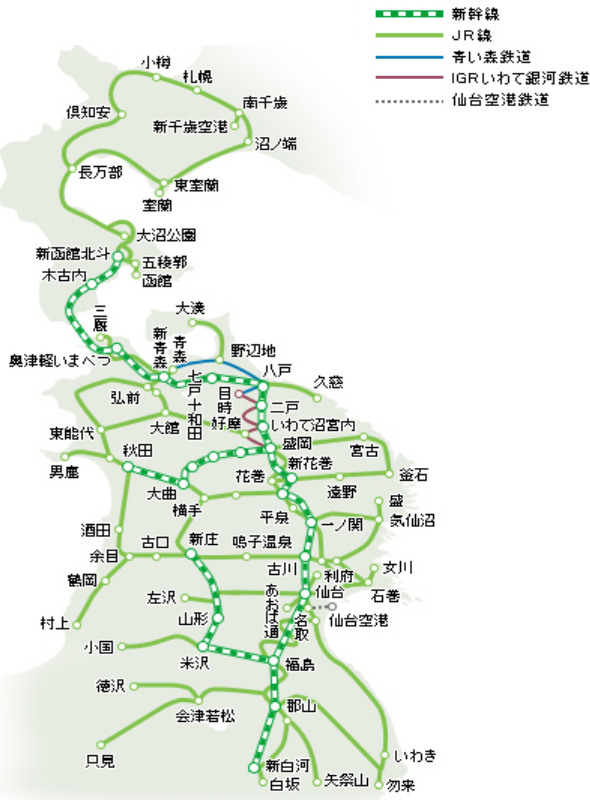 新幹線
JR線
青い森鉄道
IGRいわて銀河鉄道
仙台空港鉄道
小樽
札幌
南千歳
倶知安
新千歳空港
沼ノ端
長万部
東室蘭
室蘭
大沼公園
新函館北斗
五稜郭
木古内
函館
大湊
三厩
新青森
青森
野辺地
奥津軽いまべつ
八戸
七戸十和田
久慈
弘前
目時
二戸
好摩
いわて沼宮内
大館
東能代
盛岡
宮古
秋田
新花巻
男鹿
花巻
遠野
釜石
大曲
盛
横手
平泉
一ノ関
気仙沼
酒田
新庄
古口
鳴子温泉
余目
古川
女川
利府
鶴岡
あおば通
仙台
石巻
左沢
名取
仙台空港
山形
村上
小国
米沢
福島
徳沢
郡山
会津若松
いわき
只見
新白河
白坂
矢祭山
勿来